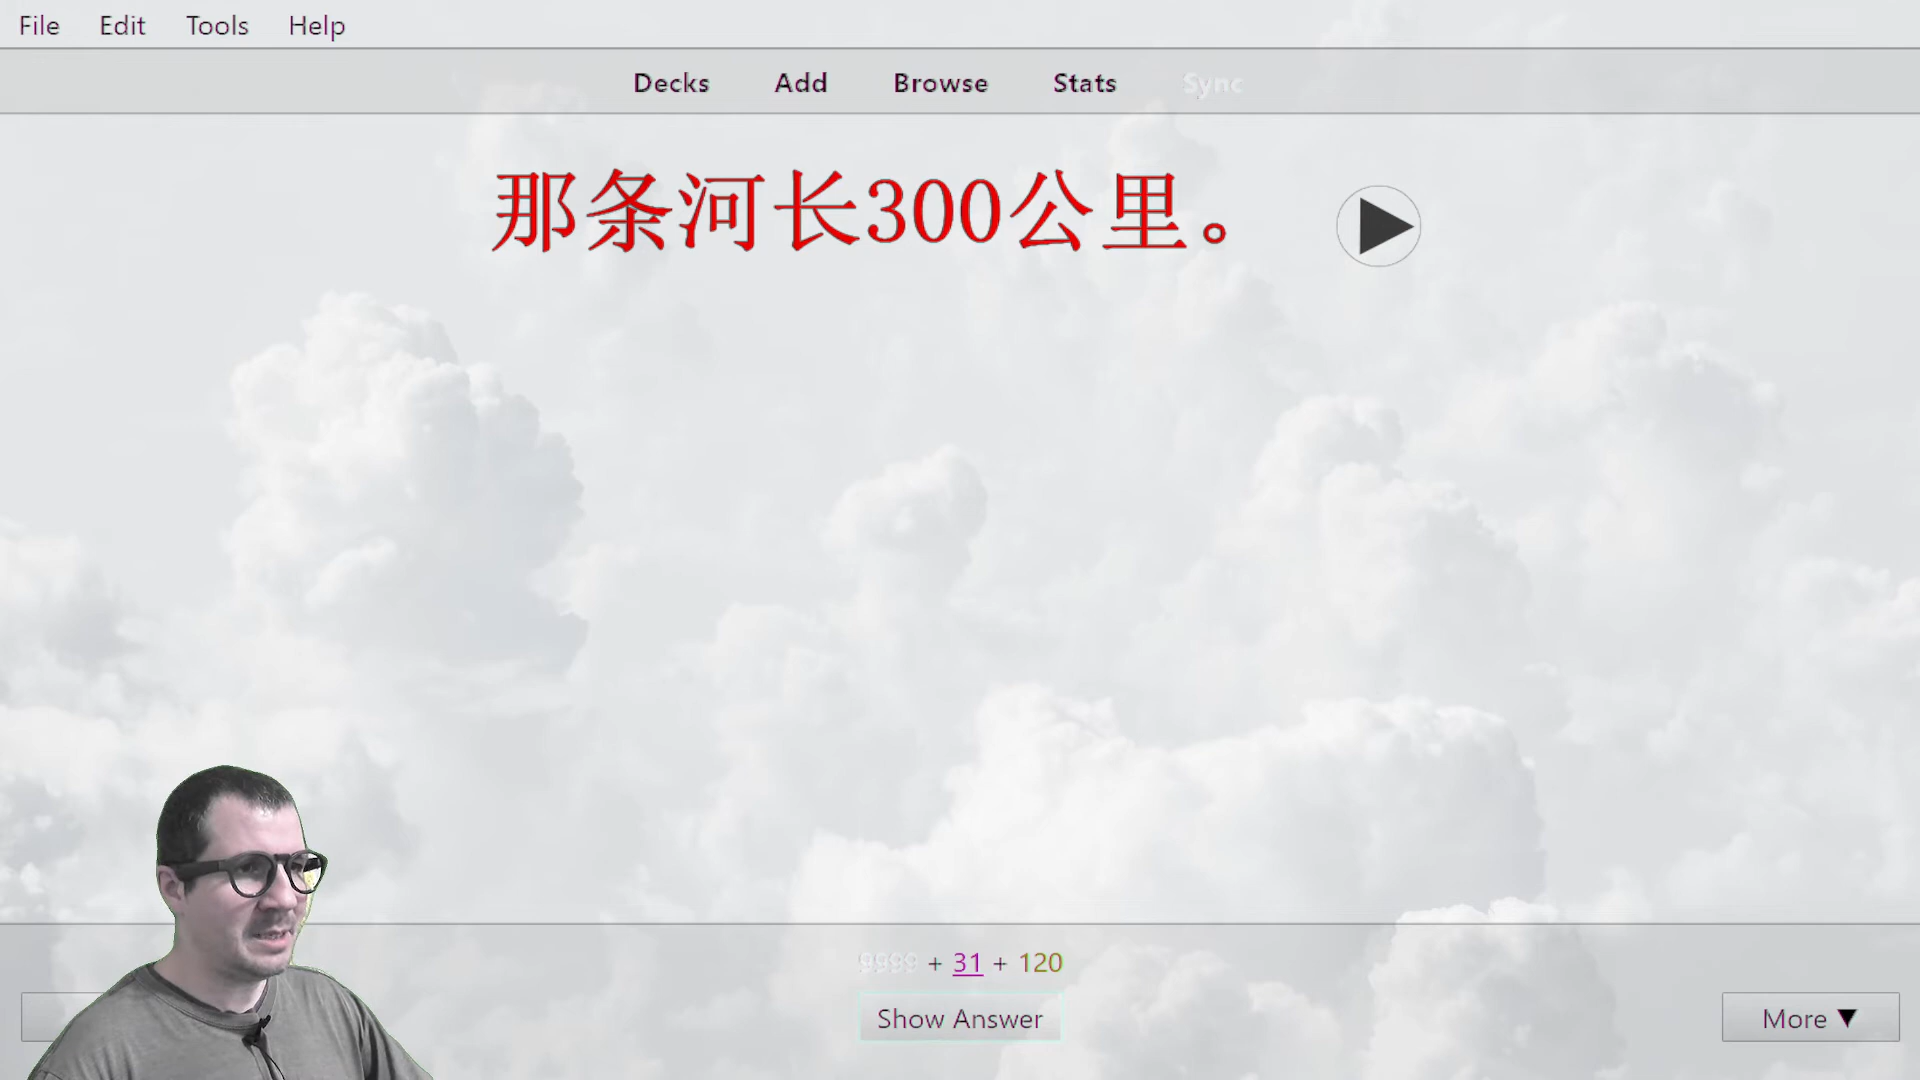 File Edit Tools Help
Decks Add Browse Stats Sync
那条河长300公里。
9999 + 31 + 120
Show Answer
More ▼